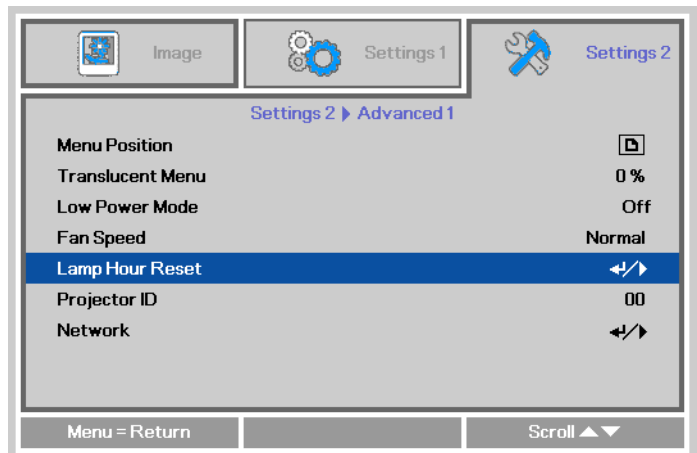 Image Settings 1 Settings 2
Settings 2 Advanced 1
Menu Position
Translucent Menu 0 %
Low Power Mode Off
Fan Speed Normal
Lamp Hour Reset
Projector ID 00
Network
Menu = Return Scroll